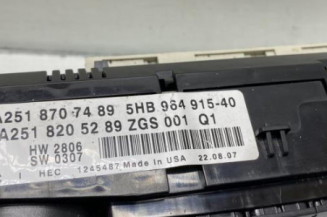 A251 870 74 89 5HB 964 915-40
A251 820 52 89 ZGS 001 Q1
HW 2806
SW 0307
I HEC 1245487 Made in USA 22.08.07